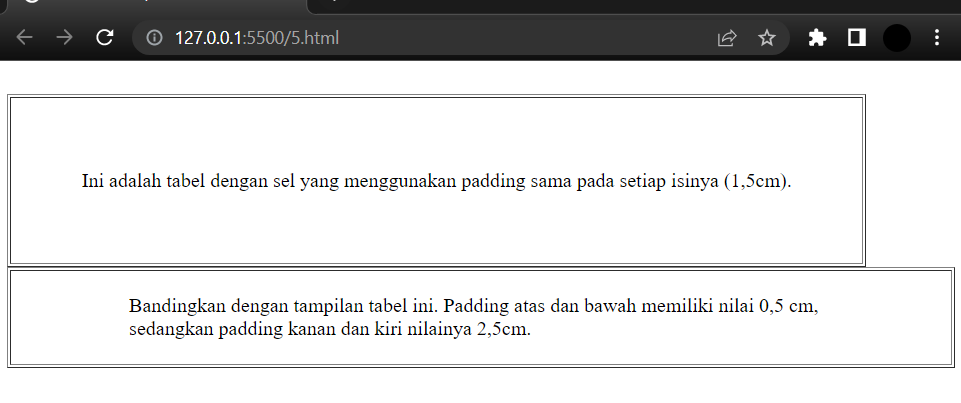 127.0.0.1:5500/5.html
Ini adalah tabel dengan sel yang menggunakan padding sama pada setiap isinya (1,5cm).
Bandingkan dengan tampilan tabel ini. Padding atas dan bawah memiliki nilai 0,5 cm,
sedangkan padding kanan dan kiri nilainya 2,5cm.